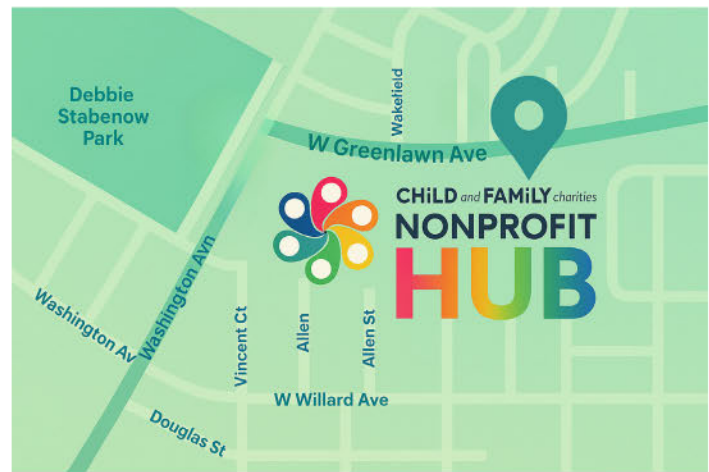 Debbie
Stabenow
Park
Wakefield
W Greenlawn Ave
CHiLD and FAMiLY charities
NONPROFIT
HUB
Washington Avn
Washington Av
Vincent Ct
Allen
Allen St
W Willard Ave
Douglas St